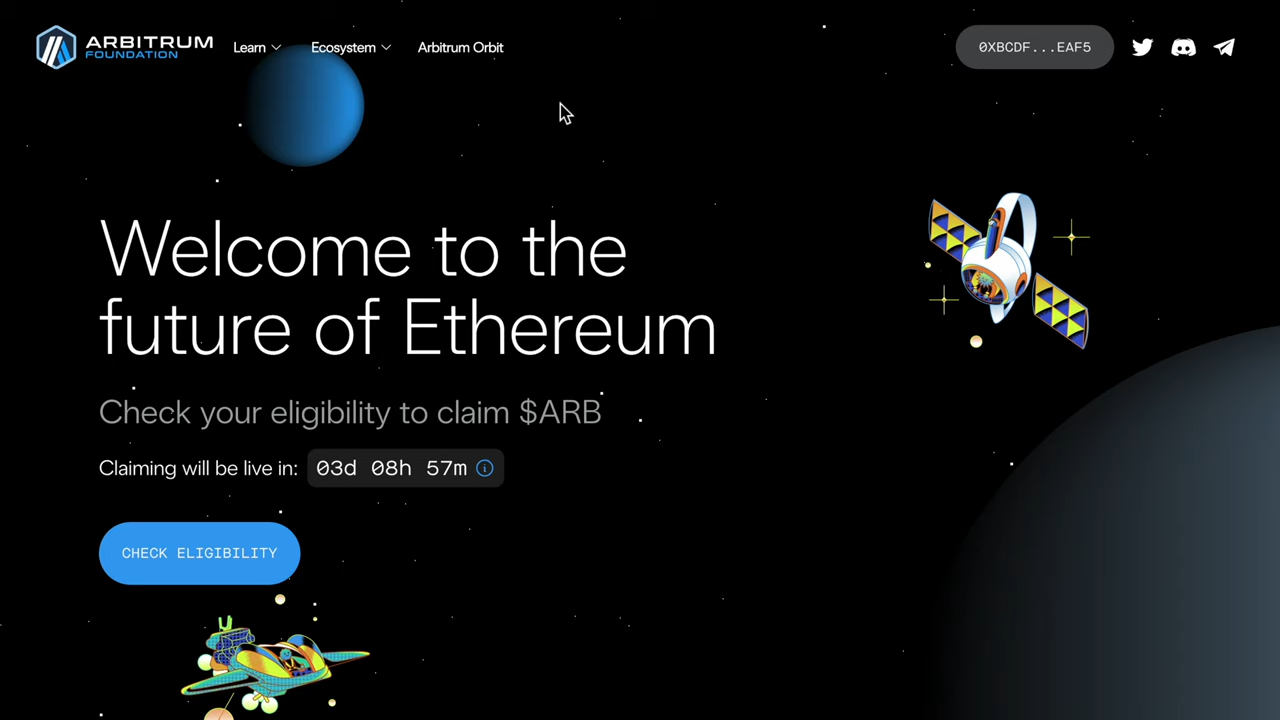 ARBITRUM
FOUNDATION
Learn
Ecosystem
Arbitrum Orbit
0XBCDF...EAF5
Welcome to the
future of Ethereum
Check your eligibility to claim $ARB
Claiming will be live in: 03d 08h 57m
CHECK ELIGIBILITY